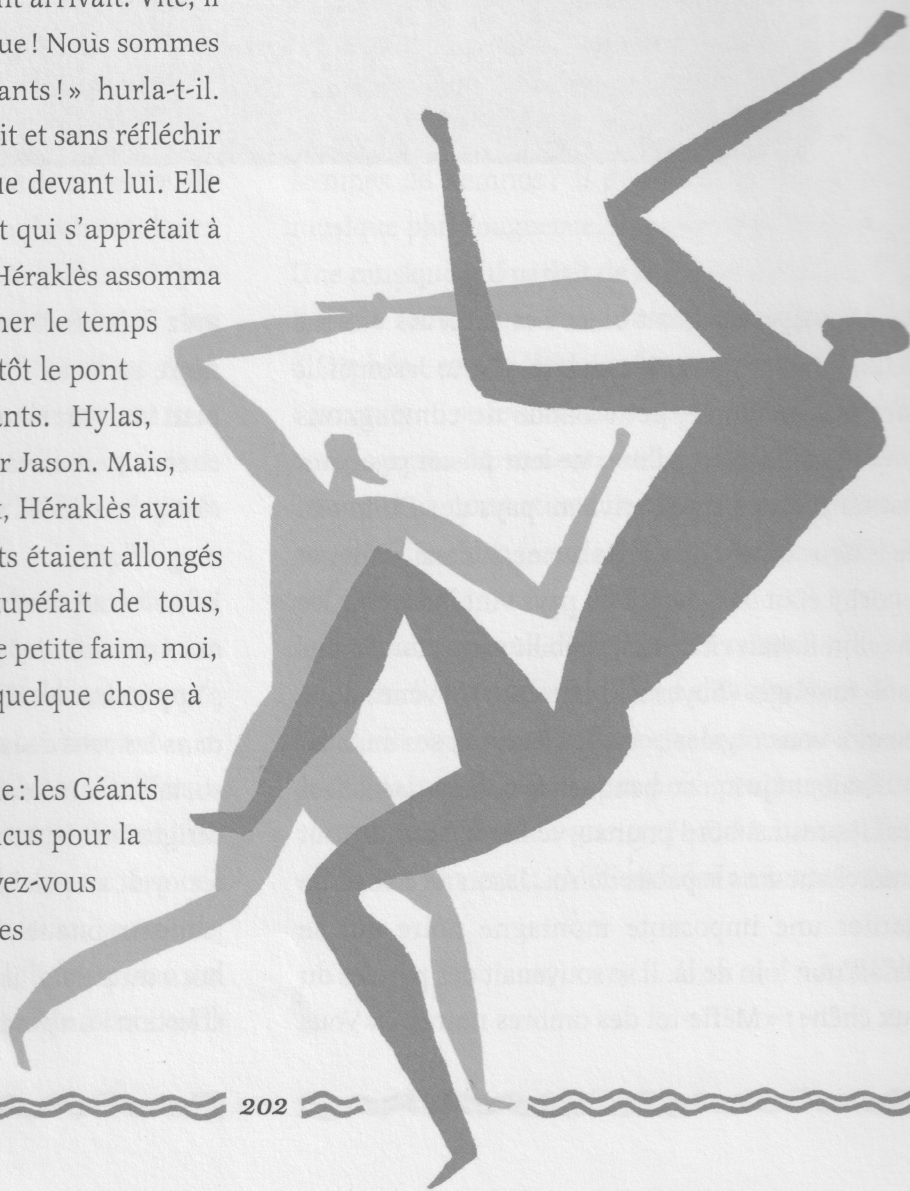 nt arrivait. Vite, il
ue ! Nous sommes
ants ! » hurla-t-il.
it et sans réfléchir
ue devant lui. Elle
t qui s'apprêtait à
Héraklès assomma
ner le temps
tôt le pont
nts. Hylas,
r Jason. Mais,
, Héraklès avait
ts étaient allongés
upéfait de tous,
e petite faim, moi,
quelque chose à
e : les Géants
ncus pour la
vez-vous
es
202